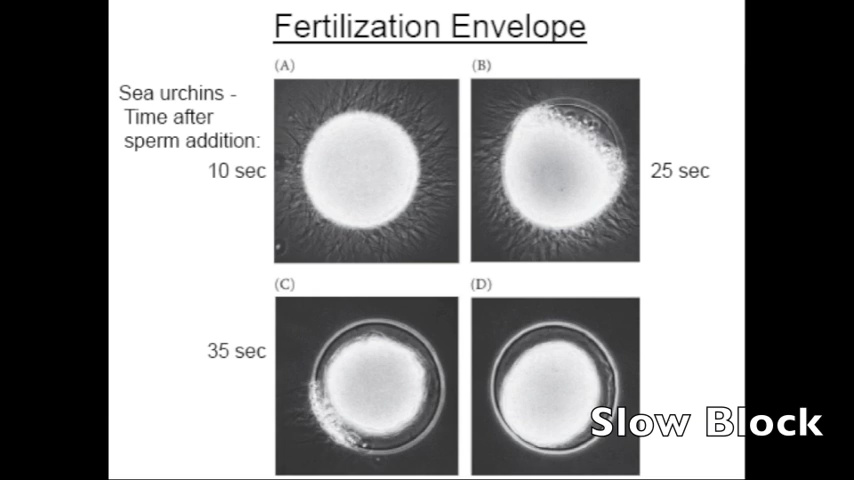 Fertilization Envelope
(A)
(B)
Sea urchins -
Time after
sperm addition:
10 sec
25 sec
(C)
(D)
35 sec
Slow Block